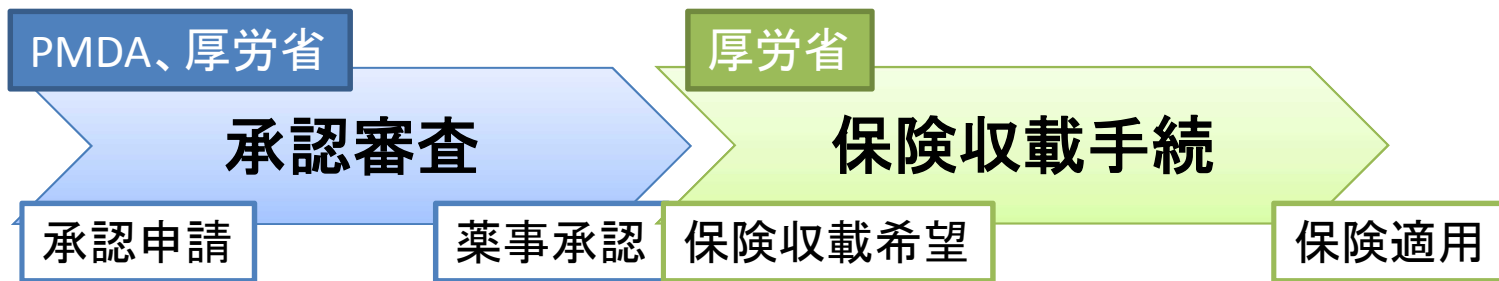 PMDA、厚労省
承認審査
承認申請
薬事承認
厚労省
保険収載手続
保険収載希望
保険適用